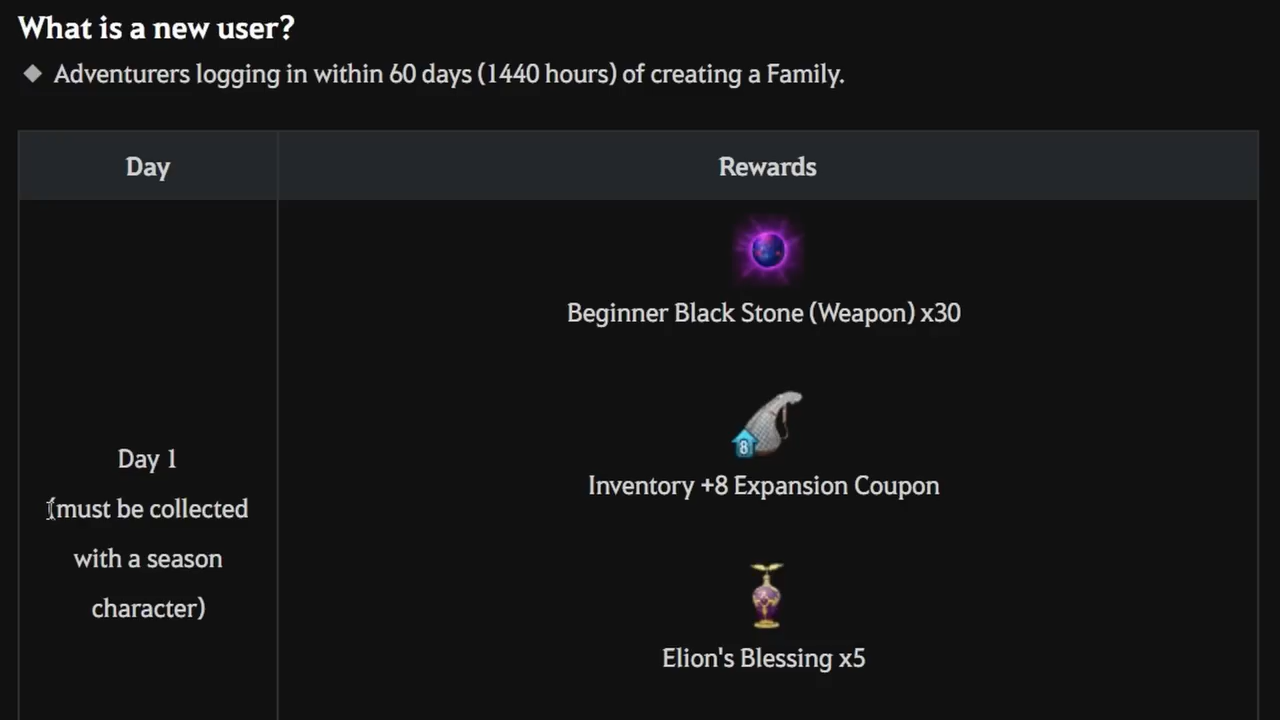 What is a new user?
Adventurers logging in within 60 days (1440 hours) of creating a Family.
Day
Rewards
Day 1
(must be collected
with a season
character)
Beginner Black Stone (Weapon) x30
8
Inventory +8 Expansion Coupon
Elion's Blessing x5